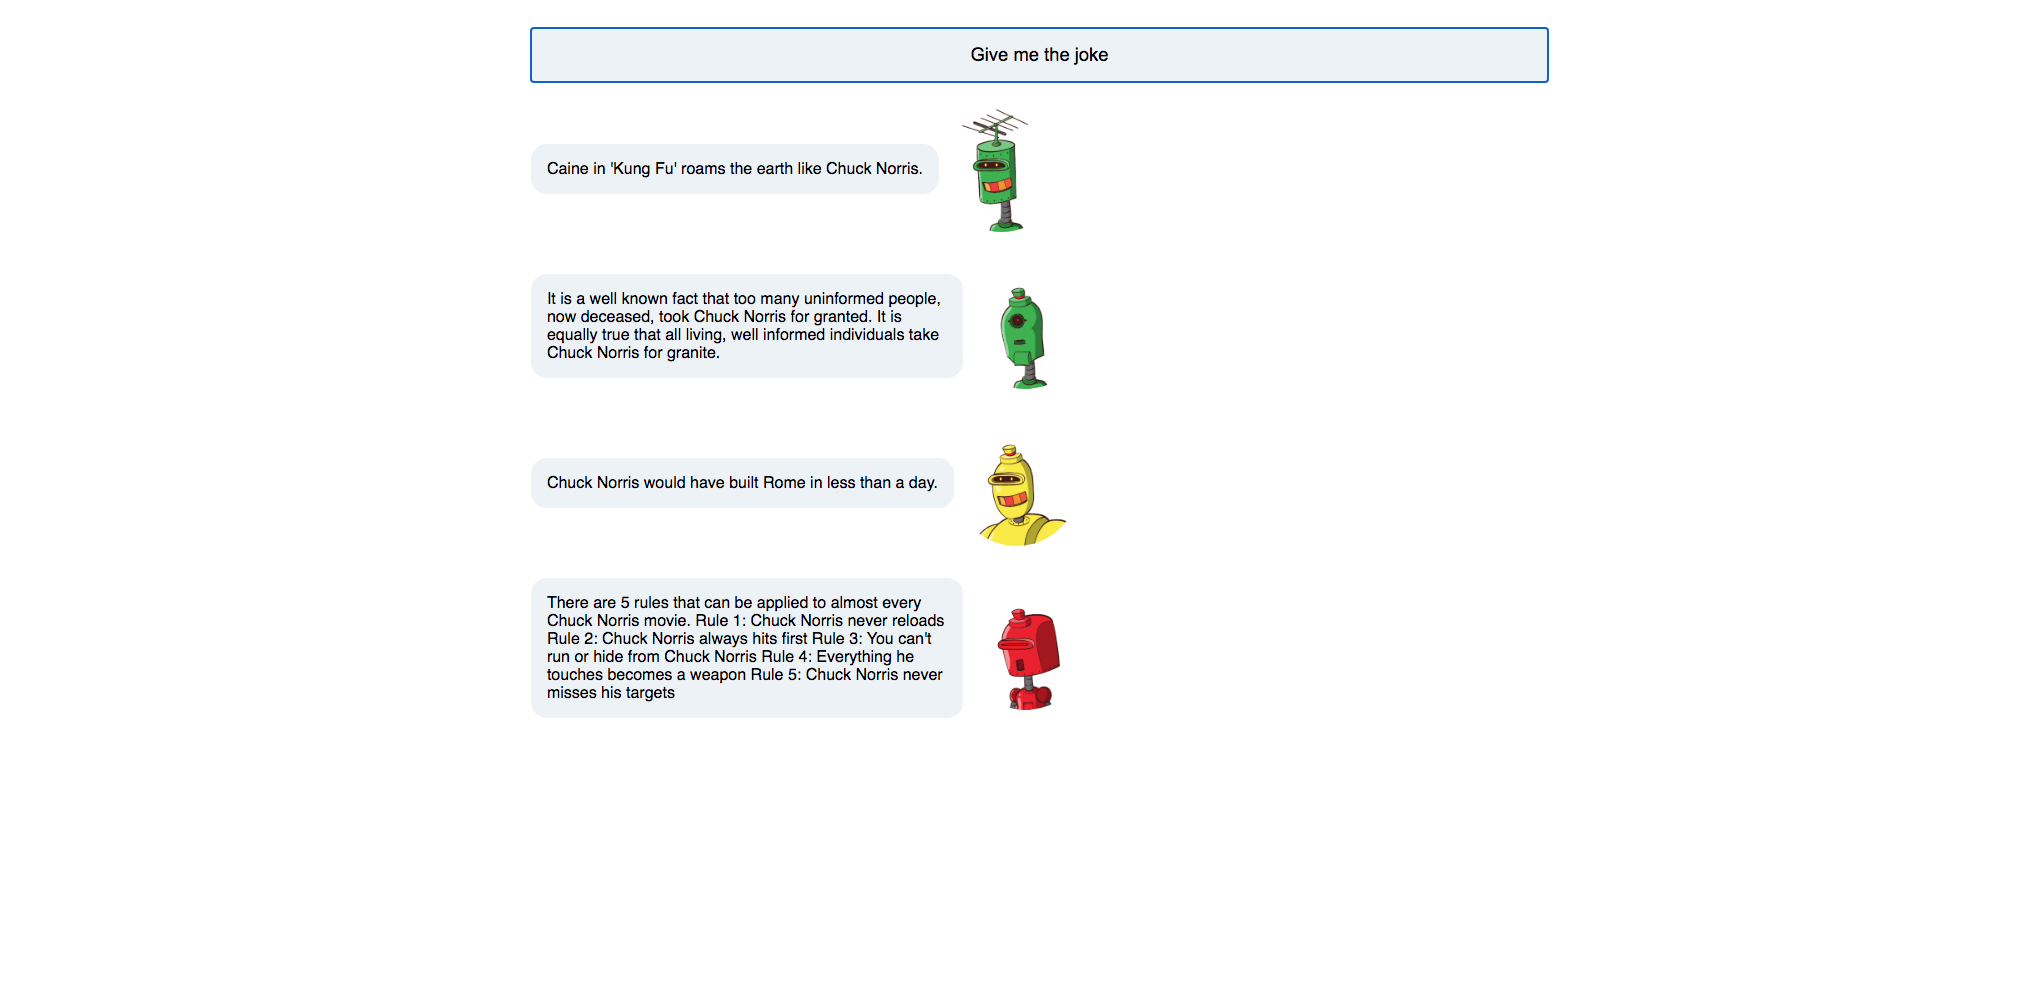 Give me the joke
Caine in 'Kung Fu' roams the earth like Chuck Norris.
It is a well known fact that too many uninformed people,
now deceased, took Chuck Norris for granted. It is
equally true that all living, well informed individuals take
Chuck Norris for granite.
Chuck Norris would have built Rome in less than a day.
There are 5 rules that can be applied to almost every
Chuck Norris movie. Rule 1: Chuck Norris never reloads
Rule 2: Chuck Norris always hits first Rule 3: You can't
run or hide from Chuck Norris Rule 4: Everything he
touches becomes a weapon Rule 5: Chuck Norris never
misses his targets